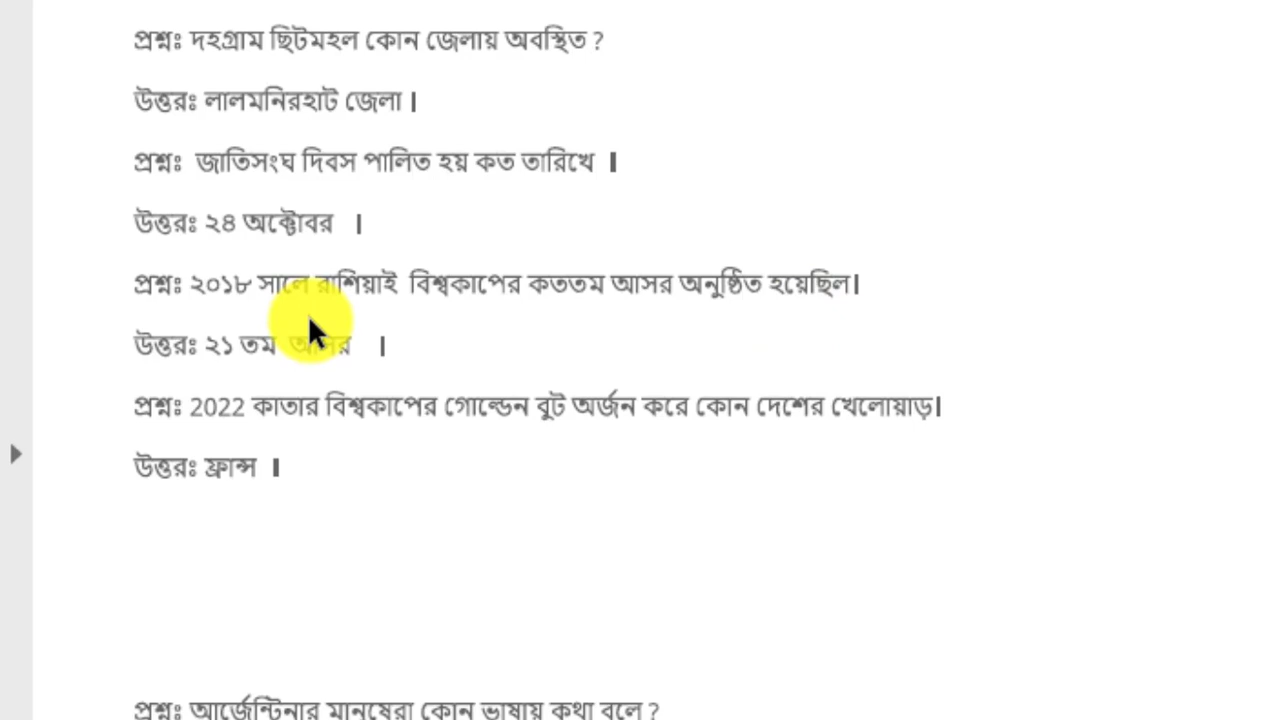 প্রশ্নঃ দহগ্রাম ছিটমহল কোন জেলায় অবস্থিত ?
উত্তরঃ লালমনিরহাট জেলা ।
প্রশ্নঃ জাতিসংঘ দিবস পালিত হয় কত তারিখে ।
উত্তরঃ ২৪ অক্টোবর ।
প্রশ্নঃ ২০১৮ সালে রাশিয়াই বিশ্বকাপের কততম আসর অনুষ্ঠিত হয়েছিল।
উত্তরঃ ২১ তম আসর ।
প্রশ্নঃ 2022 কাতার বিশ্বকাপের গোল্ডেন বুট অর্জন করে কোন দেশের খেলোয়াড়।
উত্তরঃ ফ্রান্স ।
প্রশ্নঃ আর্জেন্টিনার মানুষেরা কোন ভাষায় কথা বলে ?